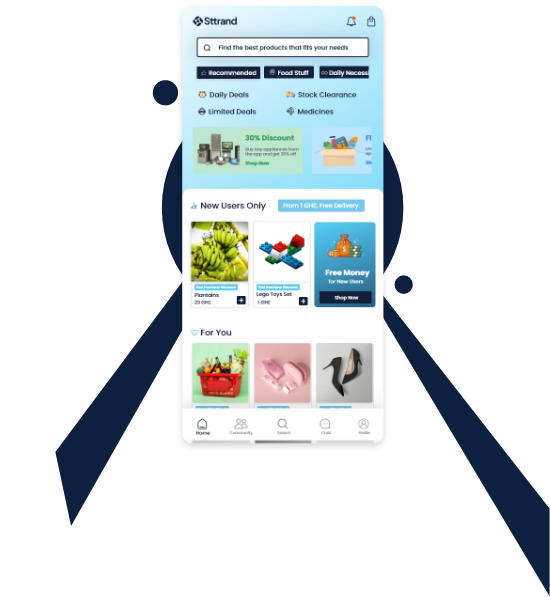 Sttrand
Find the best products that fits your needs
Recommended
Food Stuff
Daily Necess
Daily Deals
Stock Clearance
Limited Deals
Medicines
30% Discount
Buy any appliances from
the app and get 30% off
Shop Now
New Users Only
From 1 GHC, Free Delivery
Plantains
23 GHC
Lego Toys Set
1 GHC
Free Money
for New Users
Shop Now
For You
Home
Community
Search
Chat
Profile